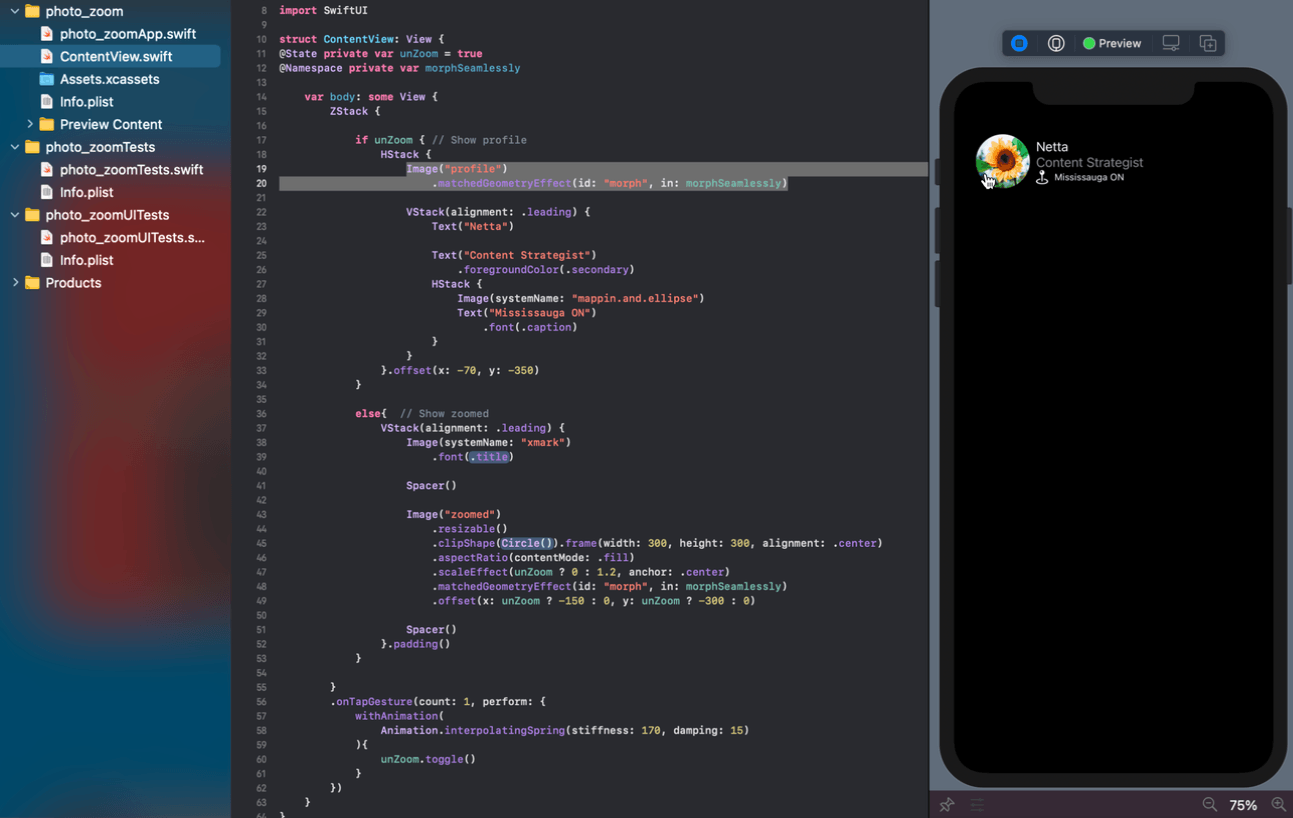 photo_zoom
photo_zoomApp.swift
ContentView.swift
Assets.xcassets
Info.plist
Preview Content
photo_zoomTests
photo_zoomTests.swift
Info.plist
photo_zoomUITests
photo_zoomUITests.s...
Info.plist
Products
8 import SwiftUI
9
10 struct ContentView: View {
11 @State private var unZoom = true
12 @Namespace private var morphSeamlessly
13
14 var body: some View {
15 ZStack {
16
17 if unZoom { // Show profile
18 HStack {
19 Image("profile")
20 .matchedGeometryEffect(id: "morph", in: morphSeamlessly)
21
22 VStack(alignment: .leading) {
23 Text("Netta")
24
25 Text("Content Strategist")
26 .foregroundColor(.secondary)
27 HStack {
28 Image(systemName: "mappin.and.ellipse")
29 Text("Mississauga ON")
30 .font(.caption)
31 }
32 }
33 }.offset(x: -70, y: -350)
34 }
35
36 else{ // Show zoomed
37 VStack(alignment: .leading) {
38 Image(systemName: "xmark")
39 .font(.title)
40
41 Spacer()
42
43 Image("zoomed")
44 .resizable()
45 .clipShape(Circle()).frame(width: 300, height: 300, alignment: .center)
46 .aspectRatio(contentMode: .fill)
47 .scaleEffect(unZoom ? 0 : 1.2, anchor: .center)
48 .matchedGeometryEffect(id: "morph", in: morphSeamlessly)
49 .offset(x: unZoom ? -150 : 0, y: unZoom ? -300 : 0)
50
51 Spacer()
52 }.padding()
53 }
54
55 }
56 .onTapGesture(count: 1, perform: {
57 withAnimation(
58 Animation.interpolatingSpring(stiffness: 170, damping: 15)
59 ){
60 unZoom.toggle()
61 }
62 })
63 }
64 }
Preview
Netta
Content Strategist
Mississauga ON
75%